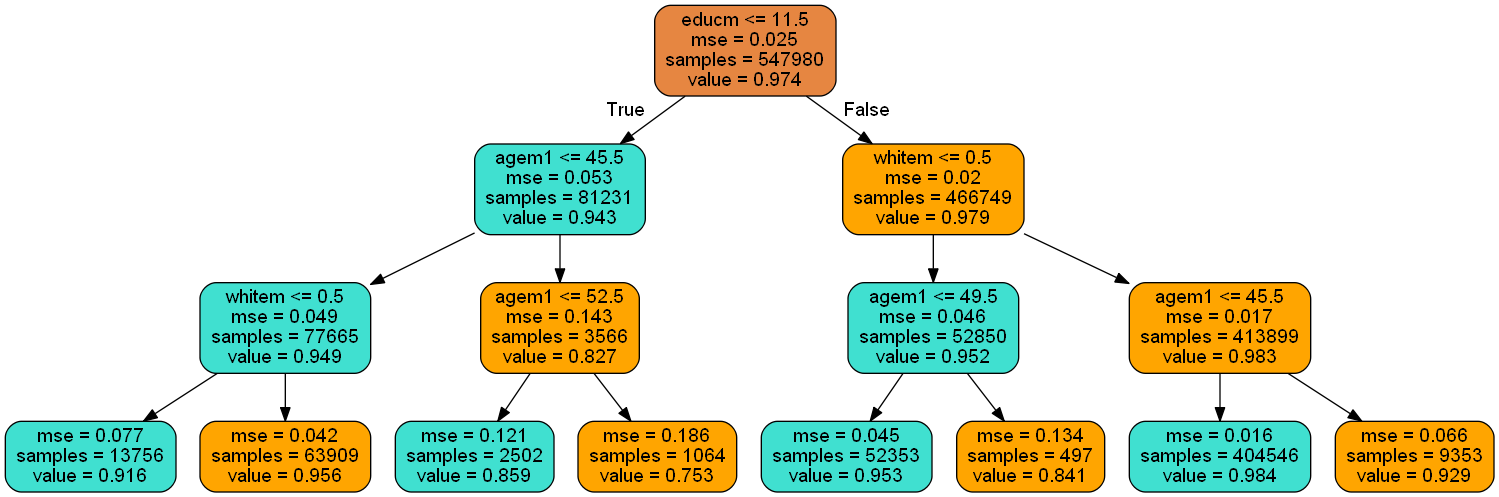 educm <= 11.5
mse = 0.025
samples = 547980
value = 0.974
True
False
agem1 <= 45.5
mse = 0.053
samples = 81231
value = 0.943
whitem <= 0.5
mse = 0.02
samples = 466749
value = 0.979
whitem <= 0.5
mse = 0.049
samples = 77665
value = 0.949
agem1 <= 52.5
mse = 0.143
samples = 3566
value = 0.827
agem1 <= 49.5
mse = 0.046
samples = 52850
value = 0.952
agem1 <= 45.5
mse = 0.017
samples = 413899
value = 0.983
mse = 0.077
samples = 13756
value = 0.916
mse = 0.042
samples = 63909
value = 0.956
mse = 0.121
samples = 2502
value = 0.859
mse = 0.186
samples = 1064
value = 0.753
mse = 0.045
samples = 52353
value = 0.953
mse = 0.134
samples = 497
value = 0.841
mse = 0.016
samples = 404546
value = 0.984
mse = 0.066
samples = 9353
value = 0.929